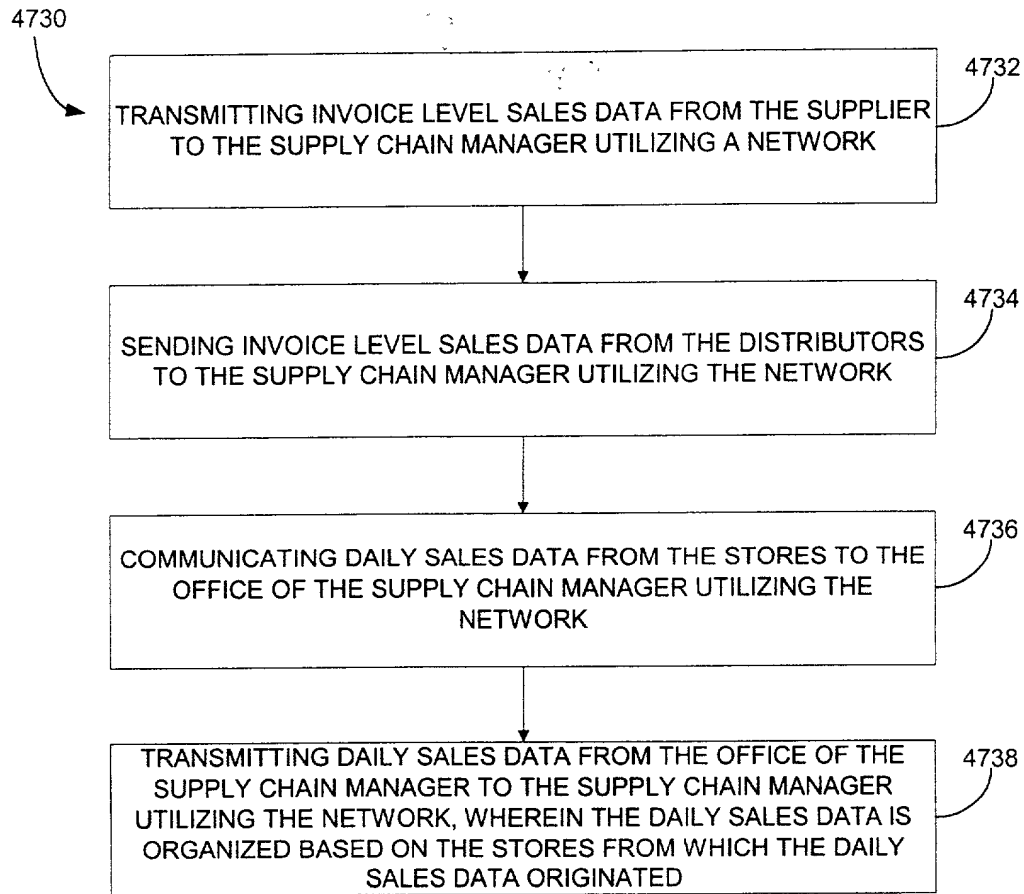 4730
4732
TRANSMITTING INVOICE LEVEL SALES DATA FROM THE SUPPLIER
TO THE SUPPLY CHAIN MANAGER UTILIZING A NETWORK
4734
SENDING INVOICE LEVEL SALES DATA FROM THE DISTRIBUTORS
TO THE SUPPLY CHAIN MANAGER UTILIZING THE NETWORK
4736
COMMUNICATING DAILY SALES DATA FROM THE STORES TO THE
OFFICE OF THE SUPPLY CHAIN MANAGER UTILIZING THE
NETWORK
4738
TRANSMITTING DAILY SALES DATA FROM THE OFFICE OF THE
SUPPLY CHAIN MANAGER TO THE SUPPLY CHAIN MANAGER
UTILIZING THE NETWORK, WHEREIN THE DAILY SALES DATA IS
ORGANIZED BASED ON THE STORES FROM WHICH THE DAILY
SALES DATA ORIGINATED